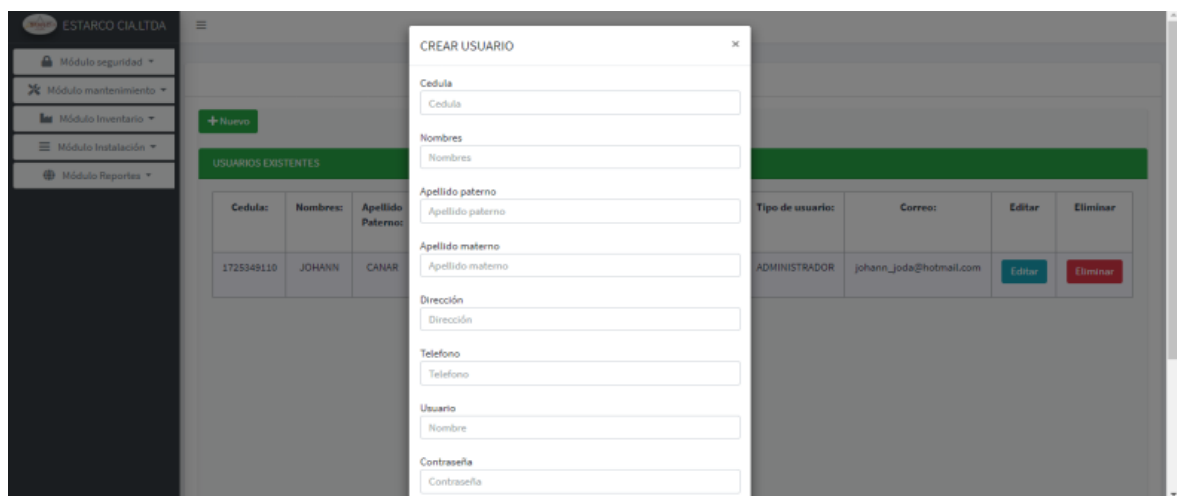 ESTARCO CIA.LTDA
Módulo seguridad
Módulo mantenimiento
Módulo Inventario
Módulo Instalación
Módulo Reportes
+ Nuevo
USUARIOS EXISTENTES
Cedula: Nombres: Apellido Paterno: Tipo de usuario: Correo: Editar Eliminar
1725349110 JOHANN CANAR ADMINISTRADOR johann_joda@hotmail.com Editar Eliminar
CREAR USUARIO ×
Cedula
Cedula
Nombres
Nombres
Apellido paterno
Apellido paterno
Apellido materno
Apellido materno
Dirección
Dirección
Telefono
Telefono
Usuario
Nombre
Contraseña
Contraseña